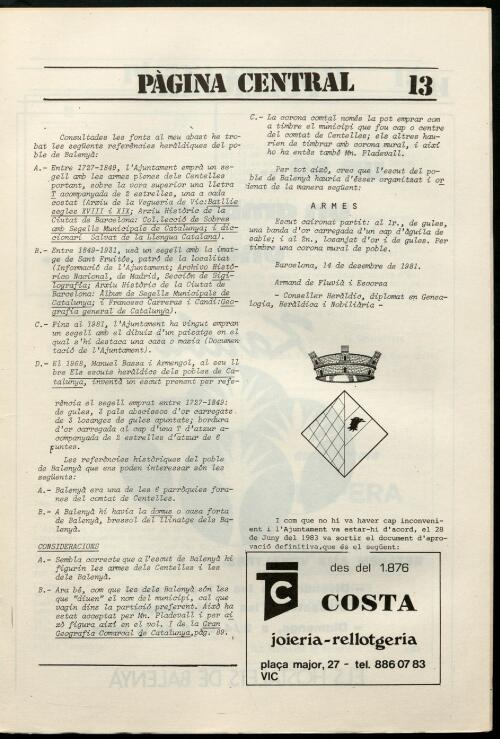 PÀGINA CENTRAL 13
Consultades les fonts al meu abast he tro-
bat les següents referències heràldiques del po-
ble de Balenyà:
A.- Entre 1727-1849, l'Ajuntament emprà un se-
gell amb les armes plenes dels Centelles
portant, sobre la vora superior una lletra
T acompanyada de 2 estrelles, una a cada
costat (Arxiu de la Vegueria de Vic:Batllie
segles XVIII i XIX; Arxiu Històric de la
Ciutat de Barcelona: Col.lecció de Sobres
amb Segells Municipals de Catalunya; i dic-
cionari Salvat de la Llengua Catalana).
B.- Entre 1849-1981, usà un segell amb la imat-
ge de Sant Fruitós, patró de la localitat
(Informació de l'Ajuntament; Archivo Histó-
rico Nacional, de Madrid, Sección de Sigi-
lografía; Arxiu Històric de la Ciutat de
Barcelona: Àlbum de Segells Municipals de
Catalunya; i Francesc Carreras i Candi:Geo-
grafia general de Catalunya).
C.- Fins al 1981, l'Ajuntament ha vingut emprant
un segell amb el dibuix d'un paisatge en el
qual s'hi destaca una casa o masia (Documen-
tació de l'Ajuntament).
D.- El 1968, Manuel Bassa i Armengol, al seu ll
bre Els escuts heràldics dels pobles de Ca-
talunya, inventà un escut prenent per refe-
rència el segell emprat entre 1727-1849:
de gules, 3 pals abscissos d'or carregats
de 3 losanges de gules apuntats; bordura
d'or carregada al cap d'una T d'atzur a-
companyada de 2 estrelles d'atzur de 6
puntes.
Les referències històriques del poble
de Balenyà que ens poden interessar són les
següents:
A.- Balenyà era una de les 6 parròquies fora-
nes del comtat de Centelles.
B.- A Balenyà hi havia la domus o casa forta
de Balenyà, bressol del llinatge dels Ba-
lenyà.
CONSIDERACIONS
A.- Sembla correcte que a l'escut de Balenyà hi
figurin les armes dels Centelles i les
dels Balenyà.
B.- Ara bé, com que les dels Balenyà són les
que "diuen" el nom del municipi, cal que
vagin dins la partició preferent. Això ha
estat acceptat per Mn. Pladevall i per ai
xò figura així en el vol. I de la Gran
Geografia Comarcal de Catalunya,pàg. 89.
C.- La corona comtal només la pot emprar com
a timbre el municipi que fou cap o centre
del comtat de Centelles; els altres hau-
rien de timbrar amb corona mural, i així
ho ha entès també Mn. Pladevall.
Per tot això, crec que l'escut del po-
ble de Balenyà hauria d'ésser organitzat i or
denat de la manera següent:
ARMES
Escut caironat partit: al 1r., de gules,
una banda d'or carregada d'un cap d'àguila de
sable; i al 2n., losanjat d'or i de gules. Per
timbre una corona mural de poble.
Barcelona, 14 de desembre de 1981.
Armand de Fluvià i Escorsa
- Conseller Heràldic, diplomat en Genea-
logia, Heràldica i Nobiliària -
I com que no hi va haver cap inconveni-
ent i l'Ajuntament va estar-hi d'acord, el 28
de Juny del 1983 va sortir el document d'apro-
vació definitiva,que és el següent:
C
des del 1.876
COSTA
joieria-rellotgeria
plaça major, 27 - tel. 886 07 83
VIC